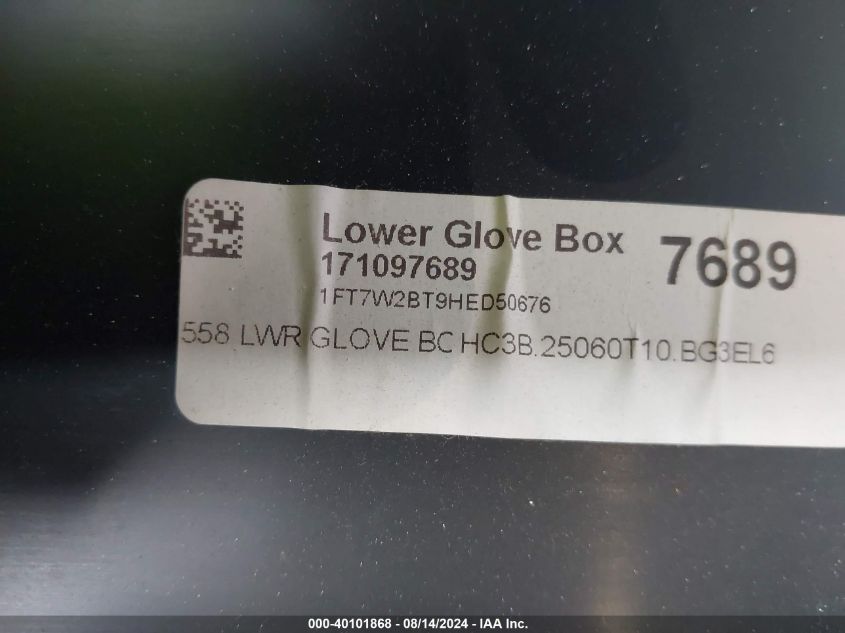 Lower Glove Box
7689
171097689
1FT7W2BT9HED50676
558 LWR GLOVE BC HC3B.25060T10.BG3EL6
000-40101868 - 08/14/2024 - IAA Inc.